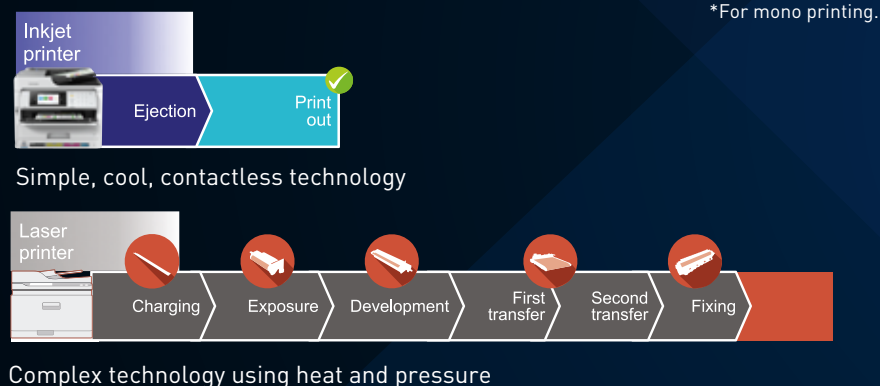 *For mono printing.
Inkjet
printer
Ejection
Print
out
Simple, cool, contactless technology
Laser
printer
Charging
Exposure
Development
First
transfer
Second
transfer
Fixing
Complex technology using heat and pressure